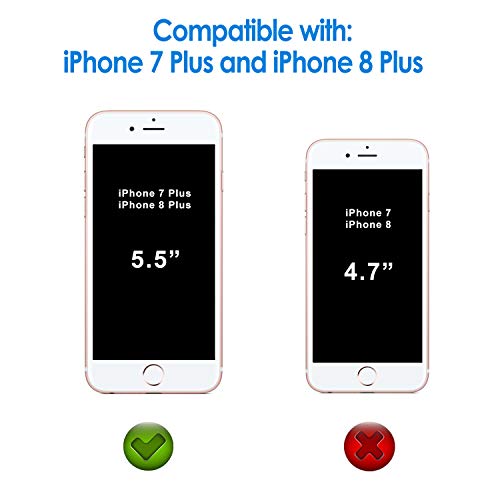 Compatible with:
iPhone 7 Plus and iPhone 8 Plus
iPhone 7 Plus
iPhone 8 Plus
5.5”
iPhone 7
iPhone 8
4.7”